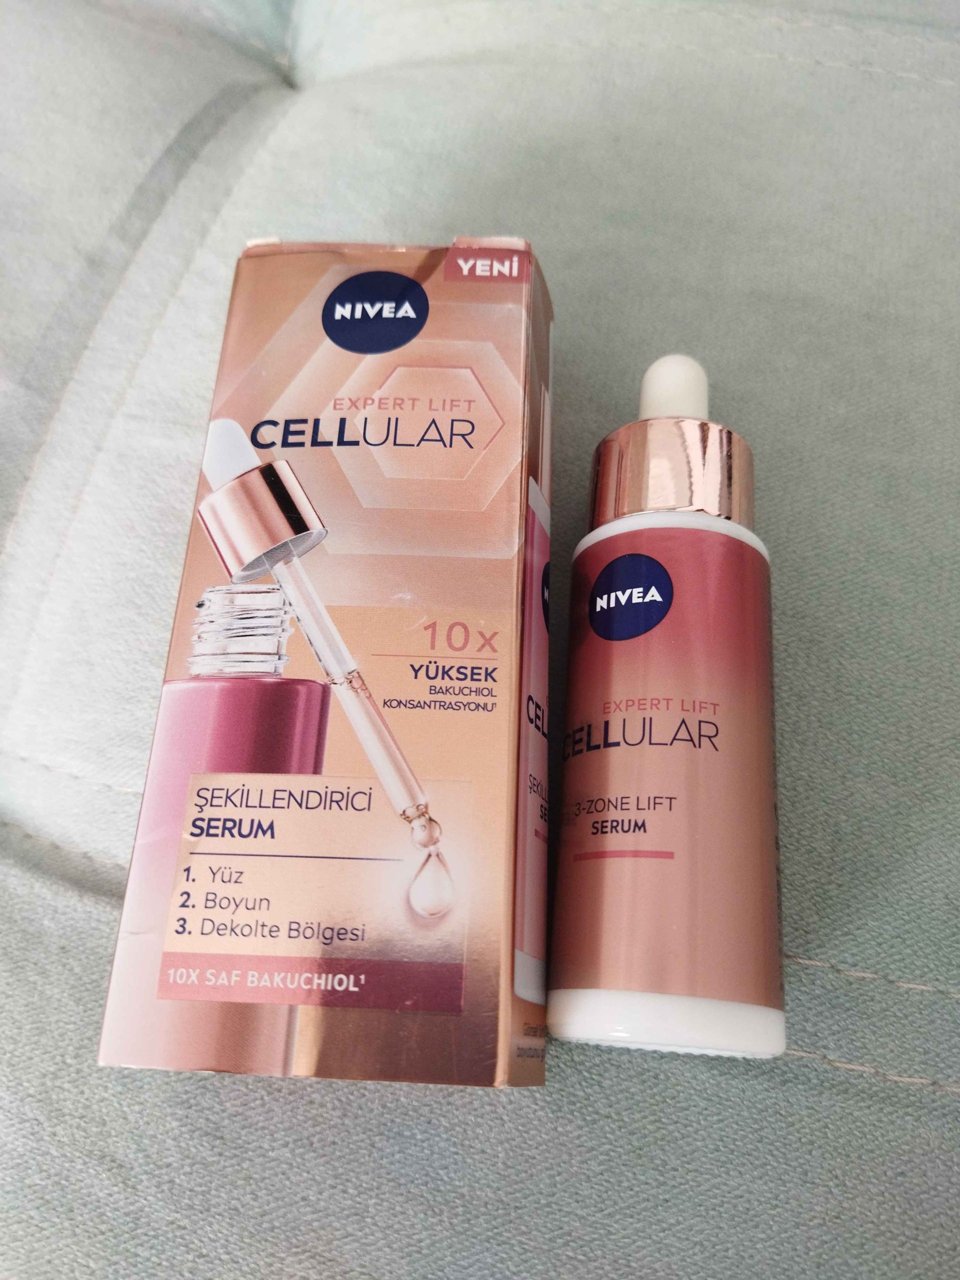 YENİ
NIVEA
EXPERT LIFT
CELLULAR
10x
YÜKSEK
BAKUCHIOL
KONSANTRASYONU¹
ŞEKİLLENDİRİCİ
SERUM
1. Yüz
2. Boyun
3. Dekolte Bölgesi
10X SAF BAKUCHIOL¹
NIVEA
EXPERT LIFT
CELLULAR
3-ZONE LIFT
SERUM